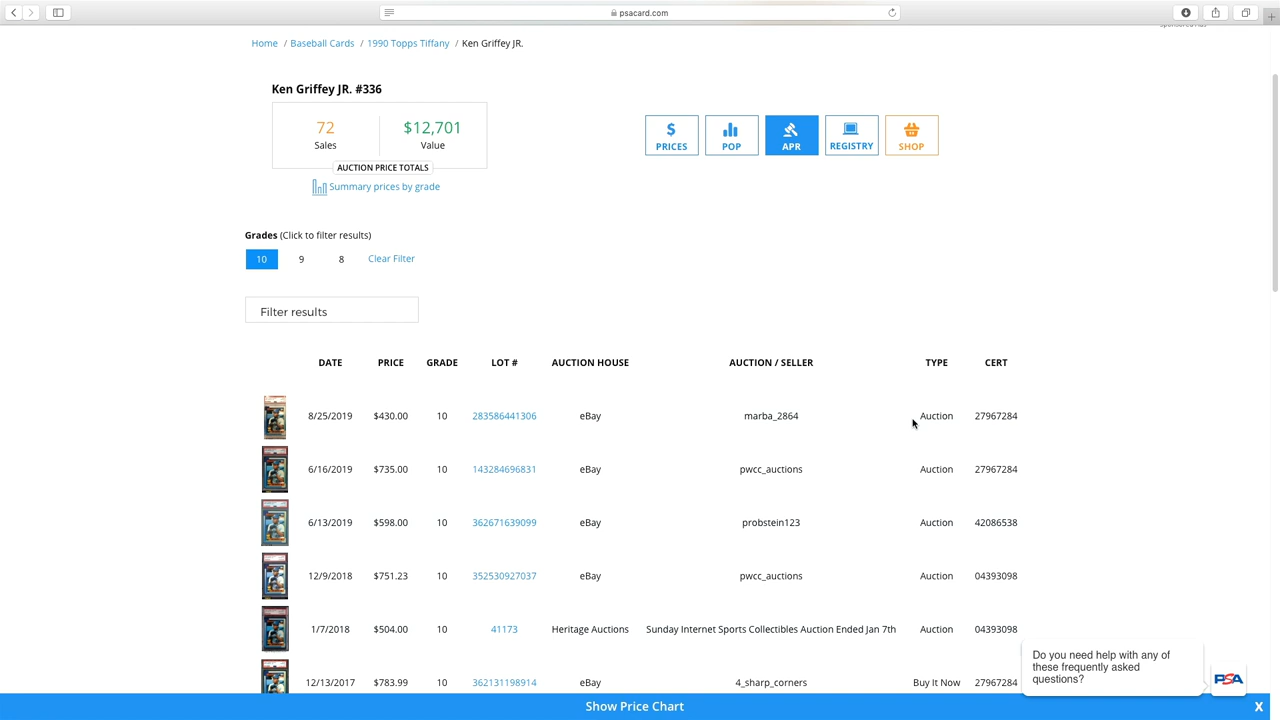 psacard.com
Home / Baseball Cards / 1990 Topps Tiffany / Ken Griffey JR.
Ken Griffey JR. #336
72 $12,701
Sales Value
AUCTION PRICE TOTALS
Summary prices by grade
PRICES POP APR REGISTRY SHOP
Grades (Click to filter results)
10 9 8 Clear Filter
Filter results
DATE PRICE GRADE LOT # AUCTION HOUSE AUCTION / SELLER TYPE CERT
8/25/2019 $430.00 10 283586441306 eBay marba_2864 Auction 27967284
6/16/2019 $735.00 10 143284696831 eBay pwcc_auctions Auction 27967284
6/13/2019 $598.00 10 362671639099 eBay probstein123 Auction 42086538
12/9/2018 $751.23 10 352530927037 eBay pwcc_auctions Auction 04393098
1/7/2018 $504.00 10 41173 Heritage Auctions Sunday Internet Sports Collectibles Auction Ended Jan 7th Auction 04393098
12/13/2017 $783.99 10 362131198914 eBay 4_sharp_corners Buy It Now 27967284
Do you need help with any of
these frequently asked
questions?
PSA
Show Price Chart X